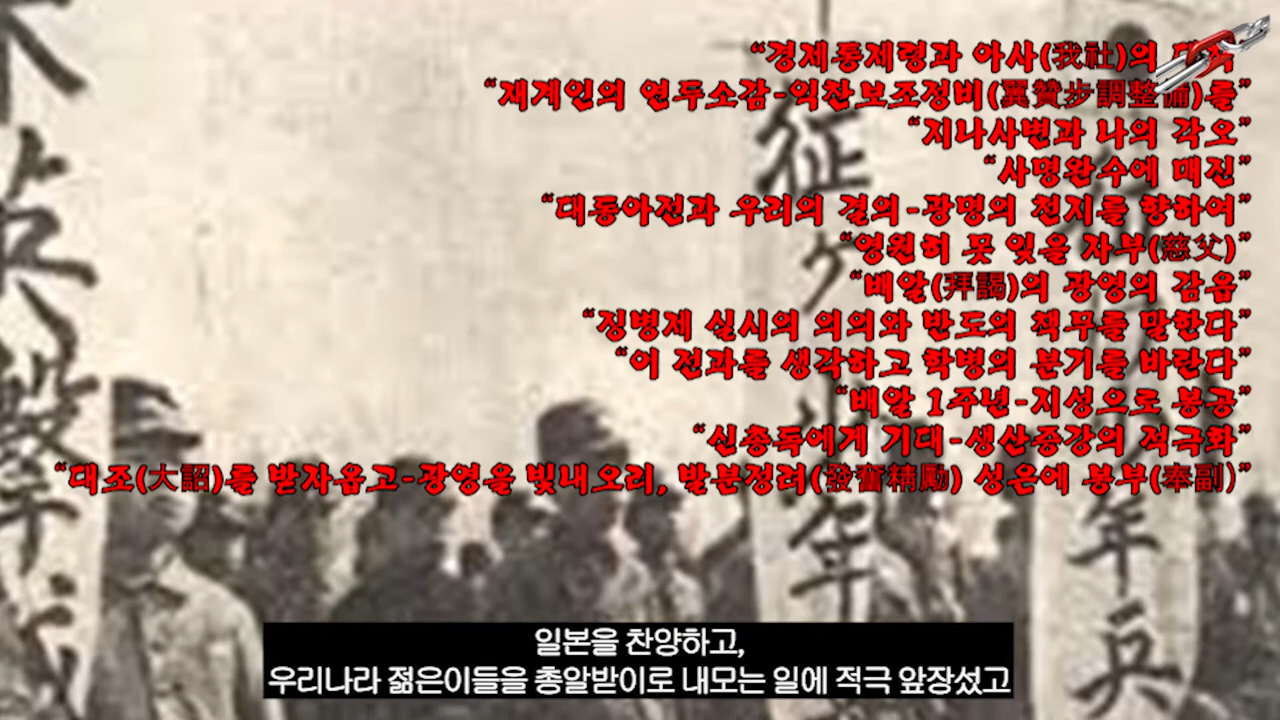 “경제통제령과 아사(我社)의
“재계인의 연두소감-익찬보조정비(翼贊步調整備)를”
“지나사변과 나의 각오”
“사명완수에 매진”
“대동아전과 우리의 결의-광명의 천지를 향하여”
“영원히 못 잊을 자부(慈父)”
“배알(拜謁)의 광영의 감읍”
“징병제 실시의 의의와 반도의 책무를 말한다”
“이 전과를 생각하고 학병의 분기를 바란다”
“배알 1주년-지성으로 봉공”
“신총독에게 기대-생산증강의 적극화”
“대조(大詔)를 받자옵고-광영을 빛내오리, 발분정려(發奮精勵) 성은에 봉부(奉副)”
征
年
年兵
일본을 찬양하고,
우리나라 젊은이들을 총알받이로 내모는 일에 적극 앞장섰고